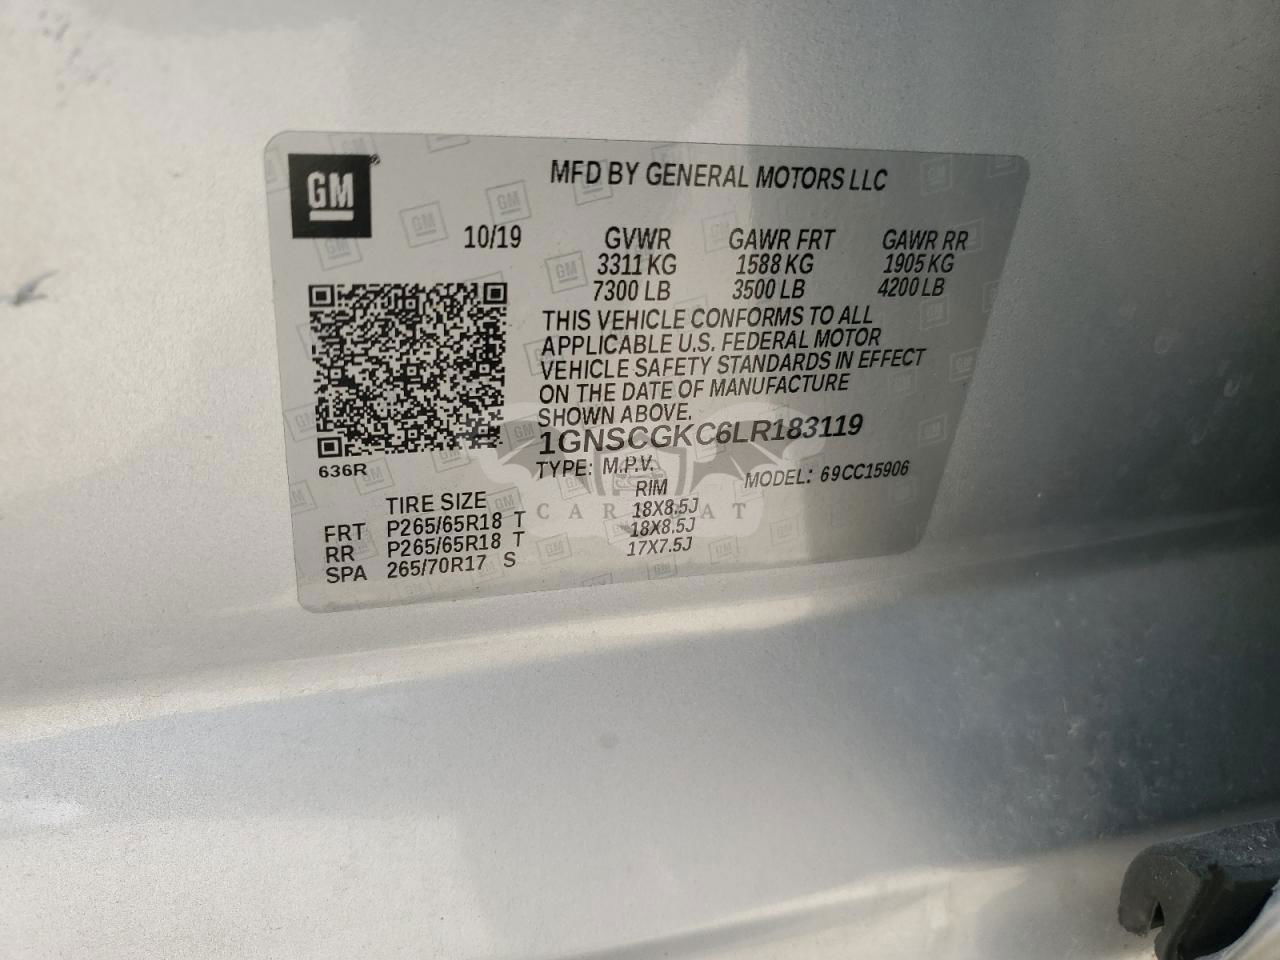 GM®
MFD BY GENERAL MOTORS LLC
10/19 GVWR GAWR FRT GAWR RR
3311 KG 1588 KG 1905 KG
7300 LB 3500 LB 4200 LB
THIS VEHICLE CONFORMS TO ALL
APPLICABLE U.S. FEDERAL MOTOR
VEHICLE SAFETY STANDARDS IN EFFECT
ON THE DATE OF MANUFACTURE
SHOWN ABOVE.
1GNSCGKC6LR183119
636R
TYPE: M.P.V. MODEL: 69CC15906
TIRE SIZE RIM
FRT P265/65R18 T 18X8.5J
RR P265/65R18 T 18X8.5J
SPA 265/70R17 S 17X7.5J